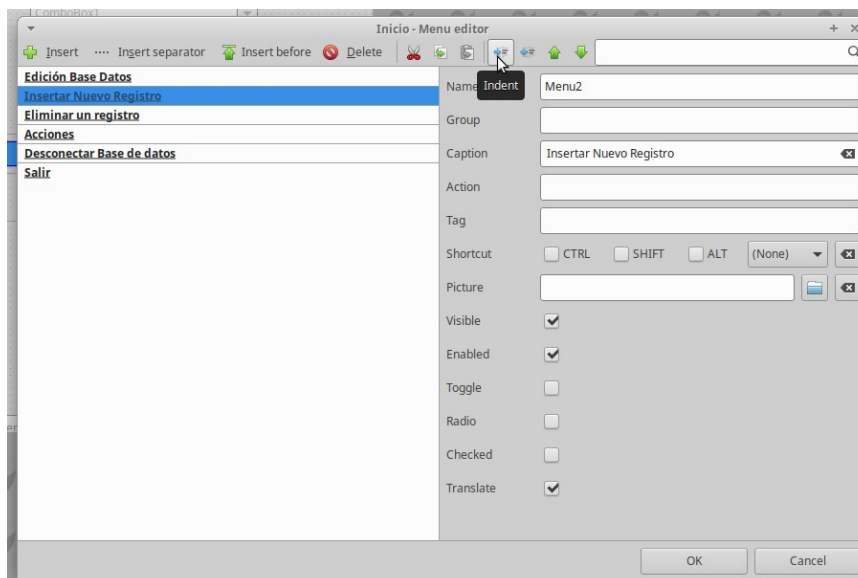 ComboBox1
Inicio - Menu editor
Insert Insert separator Insert before Delete
Indent
Edición Base Datos
Insertar Nuevo Registro
Eliminar un registro
Acciones
Desconectar Base de datos
Salir
Name Menu2
Group
Caption Insertar Nuevo Registro
Action
Tag
Shortcut CTRL SHIFT ALT (None)
Picture
Visible
Enabled
Toggle
Radio
Checked
Translate
OK Cancel